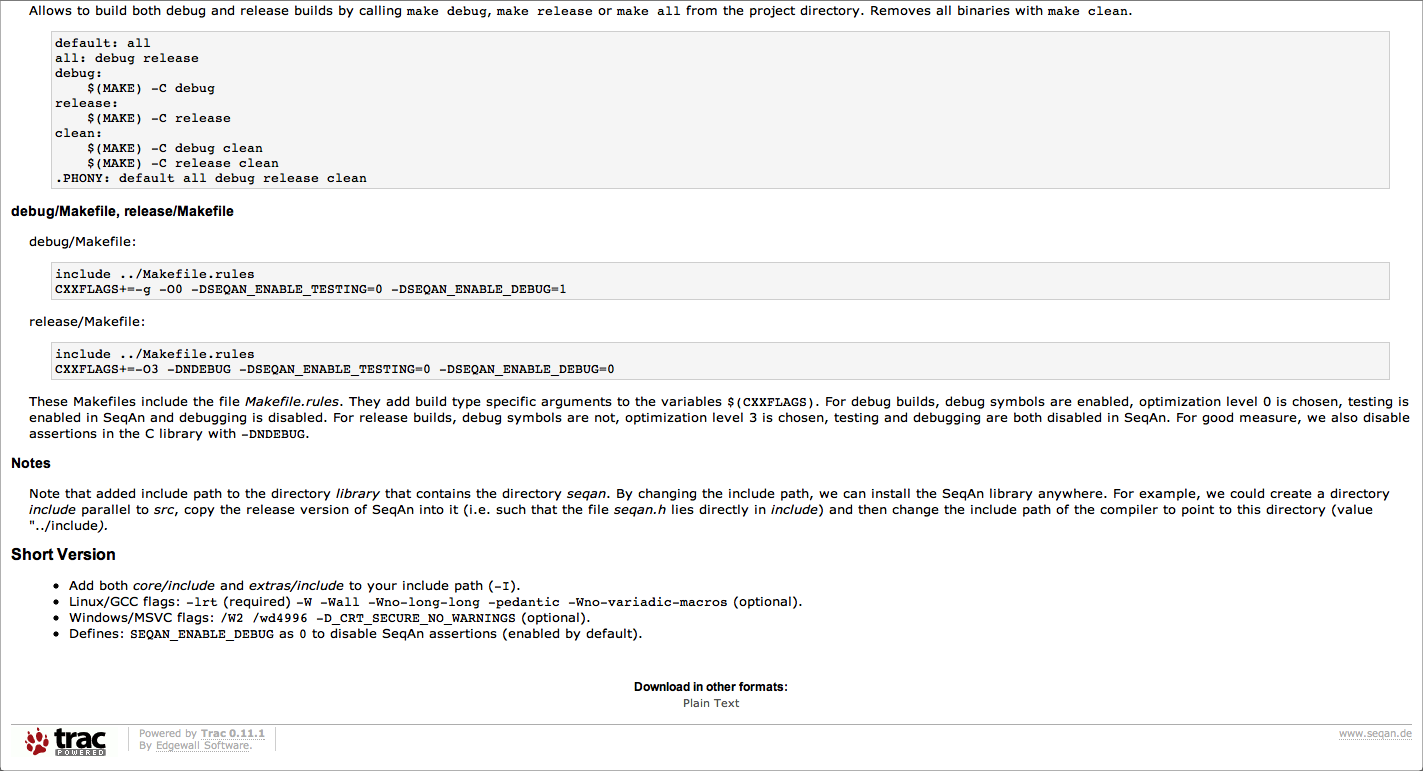 Allows to build both debug and release builds by calling make debug, make release or make all from the project directory. Removes all binaries with make clean.
default: all
all: debug release
debug:
    $(MAKE) -C debug
release:
    $(MAKE) -C release
clean:
    $(MAKE) -C debug clean
    $(MAKE) -C release clean
.PHONY: default all debug release clean
debug/Makefile, release/Makefile
debug/Makefile:
include ../Makefile.rules
CXXFLAGS+=-g -O0 -DSEQAN_ENABLE_TESTING=0 -DSEQAN_ENABLE_DEBUG=1
release/Makefile:
include ../Makefile.rules
CXXFLAGS+=-O3 -DNDEBUG -DSEQAN_ENABLE_TESTING=0 -DSEQAN_ENABLE_DEBUG=0
These Makefiles include the file Makefile.rules. They add build type specific arguments to the variables $(CXXFLAGS). For debug builds, debug symbols are enabled, optimization level 0 is chosen, testing is
enabled in SeqAn and debugging is disabled. For release builds, debug symbols are not, optimization level 3 is chosen, testing and debugging are both disabled in SeqAn. For good measure, we also disable
assertions in the C library with -DNDEBUG.
Notes
Note that added include path to the directory library that contains the directory seqan. By changing the include path, we can install the SeqAn library anywhere. For example, we could create a directory
include parallel to src, copy the release version of SeqAn into it (i.e. such that the file seqan.h lies directly in include) and then change the include path of the compiler to point to this directory (value
"../include).
Short Version
• Add both core/include and extras/include to your include path (-I).
• Linux/GCC flags: -lrt (required) -W -Wall -Wno-long-long -pedantic -Wno-variadic-macros (optional).
• Windows/MSVC flags: /W2 /wd4996 -D_CRT_SECURE_NO_WARNINGS (optional).
• Defines: SEQAN_ENABLE_DEBUG as 0 to disable SeqAn assertions (enabled by default).
Download in other formats:
Plain Text
trac
POWERED
Powered by Trac 0.11.1
By Edgewall Software.
www.seqan.de